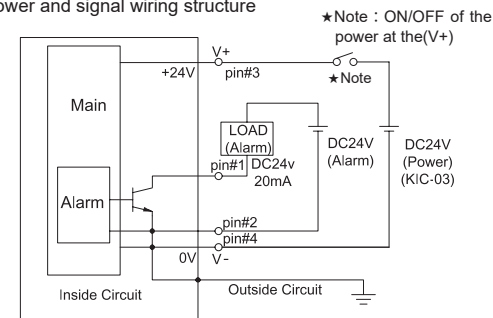 ower and signal wiring structure
★Note : ON/OFF of the
power at the(V+)
V+
+24V
pin#3
★Note
Main
LOAD
(Alarm)
DC24V
(Alarm)
DC24V
(Power)
(KIC-03)
pin#1
DC24v
20mA
Alarm
pin#2
pin#4
0V
V-
Inside Circuit
Outside Circuit